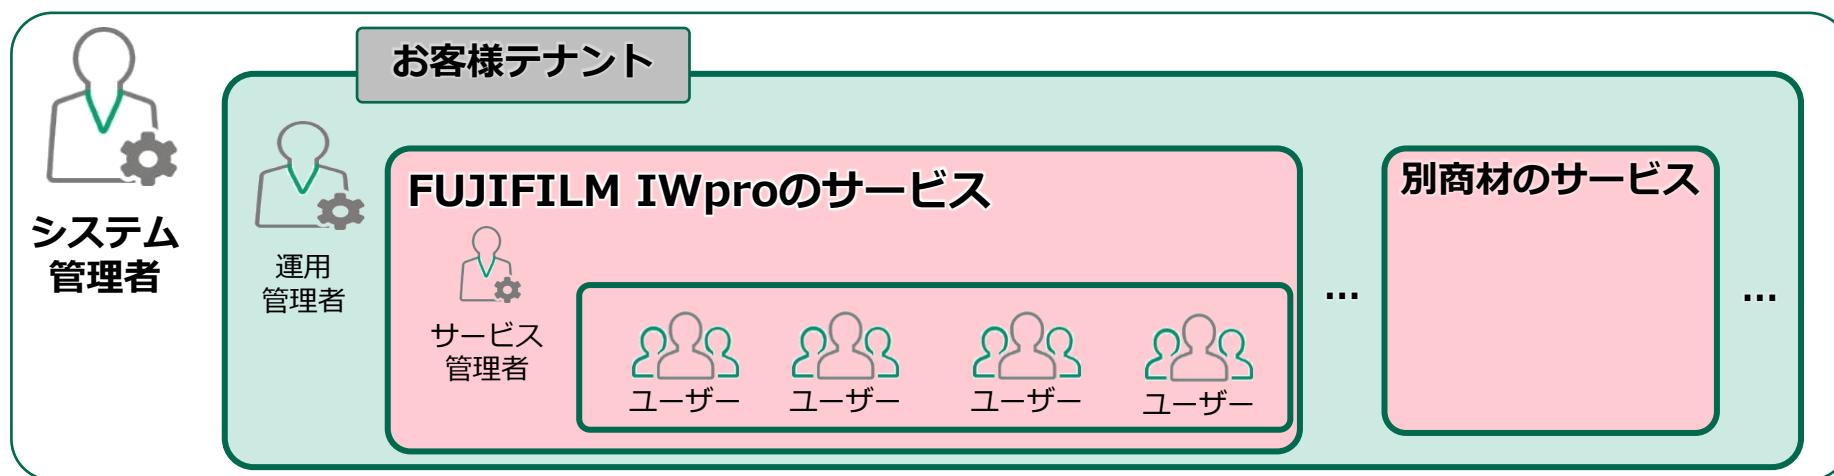 お客様テナント
システム
管理者
運用
管理者
FUJIFILM IWproのサービス
サービス
管理者
ユーザー
ユーザー
ユーザー
ユーザー
...
別商材のサービス
...